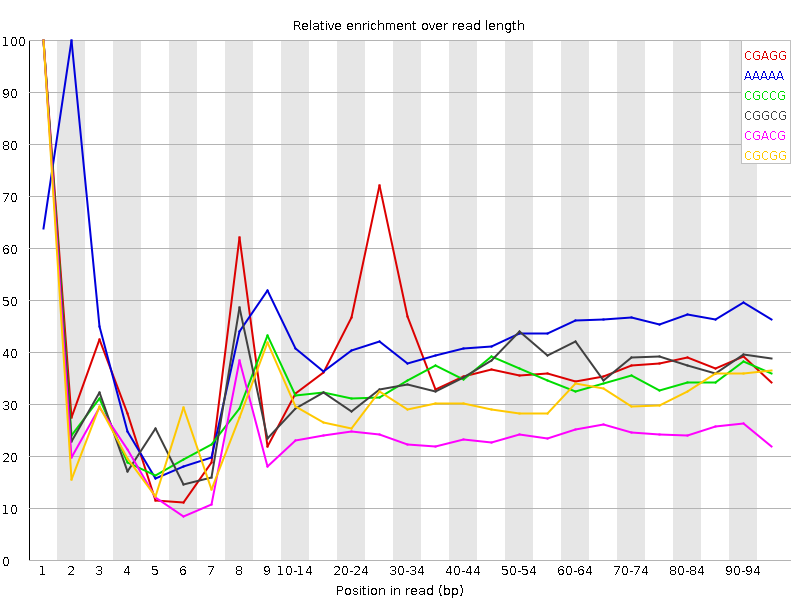 Relative enrichment over read length
100
90
80
70
60
50
40
30
20
10
0
CGAGG
AAAAA
CGCCG
CGGCG
CGACG
CGCGG
1 2 3 4 5 6 7 8 9 10-14 20-24 30-34 40-44 50-54 60-64 70-74 80-84 90-94
Position in read (bp)